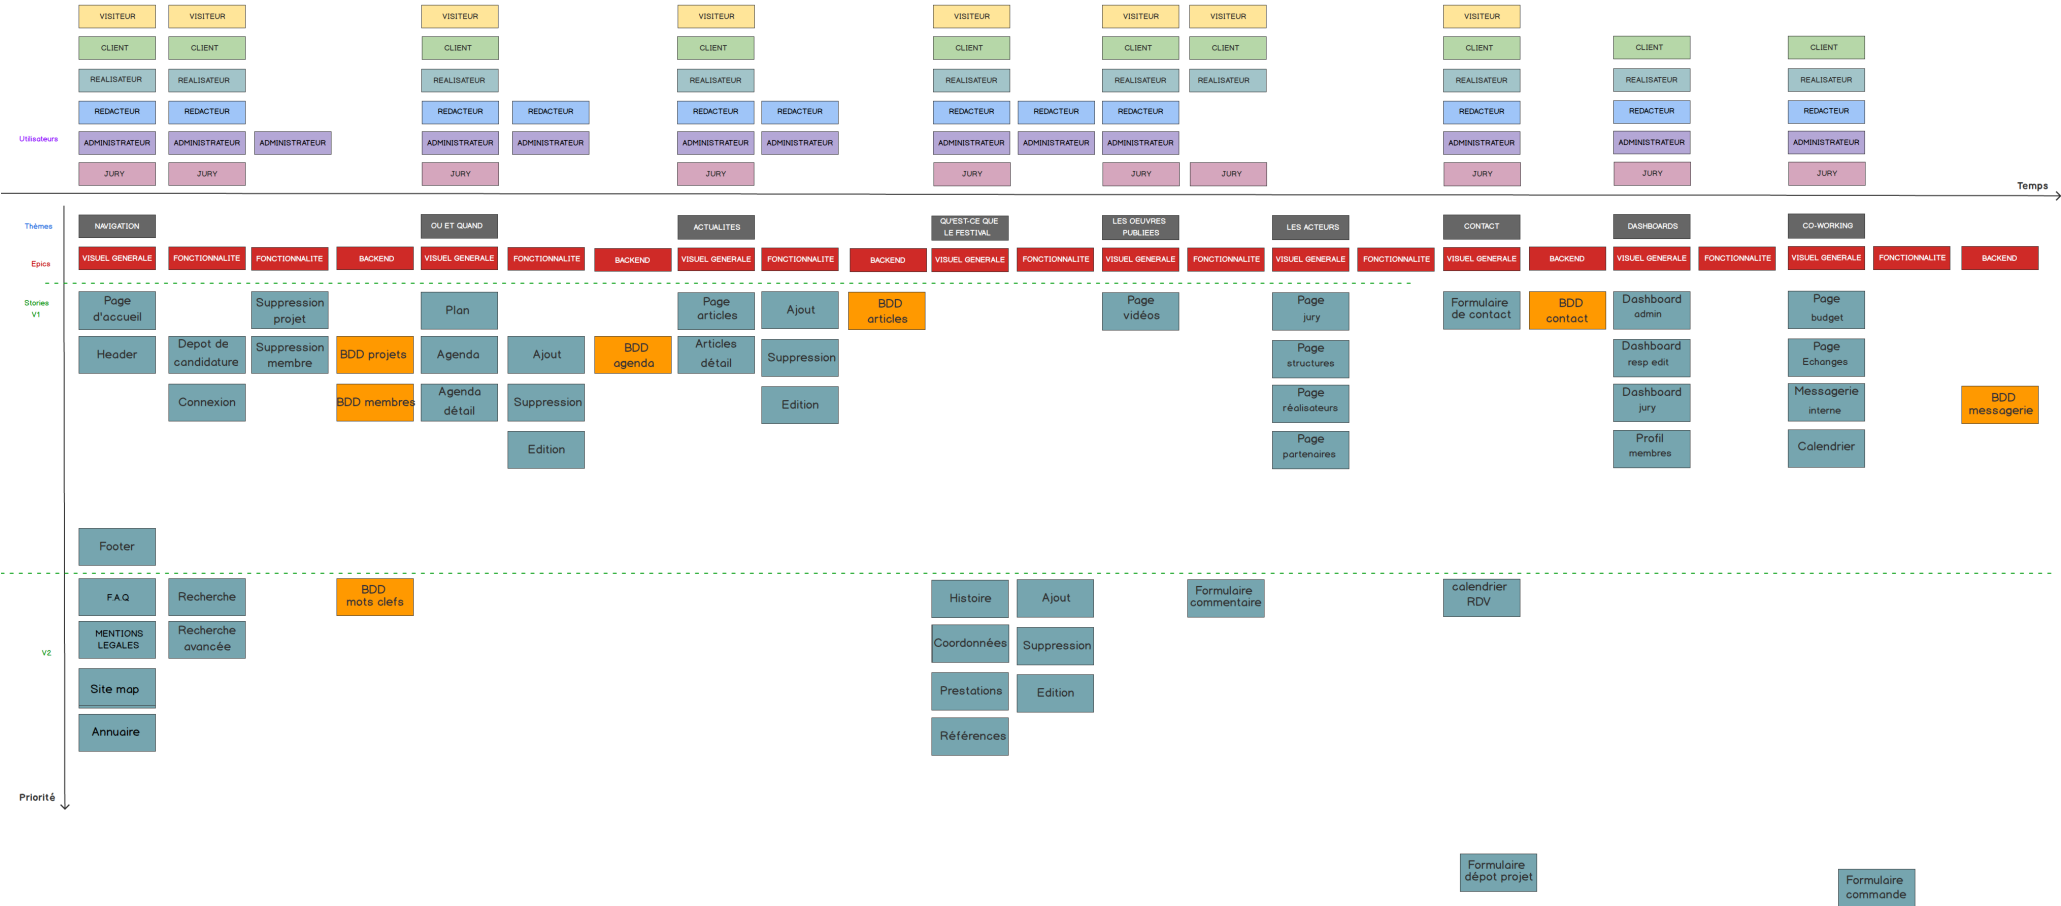 VISITEUR
VISITEUR
VISITEUR
VISITEUR
VISITEUR
VISITEUR
VISITEUR
VISITEUR
CLIENT
CLIENT
CLIENT
CLIENT
CLIENT
CLIENT
CLIENT
CLIENT
CLIENT
CLIENT
REALISATEUR
REALISATEUR
REALISATEUR
REALISATEUR
REALISATEUR
REALISATEUR
REALISATEUR
REALISATEUR
REALISATEUR
REALISATEUR
REDACTEUR
REDACTEUR
REDACTEUR
REDACTEUR
REDACTEUR
REDACTEUR
REDACTEUR
REDACTEUR
REDACTEUR
REDACTEUR
REDACTEUR
REDACTEUR
Utilisateurs
ADMINISTRATEUR
ADMINISTRATEUR
ADMINISTRATEUR
ADMINISTRATEUR
ADMINISTRATEUR
ADMINISTRATEUR
ADMINISTRATEUR
ADMINISTRATEUR
ADMINISTRATEUR
ADMINISTRATEUR
ADMINISTRATEUR
ADMINISTRATEUR
ADMINISTRATEUR
JURY
JURY
JURY
JURY
JURY
JURY
JURY
JURY
JURY
JURY
Temps
Thèmes
NAVIGATION
OU ET QUAND
ACTUALITES
QU'EST-CE QUE
LE FESTIVAL
LES OEUVRES
PUBLIEES
LES ACTEURS
CONTACT
DASHBOARDS
CO-WORKING
Epics
VISUEL GENERALE
FONCTIONNALITE
FONCTIONNALITE
BACKEND
VISUEL GENERALE
FONCTIONNALITE
BACKEND
VISUEL GENERALE
FONCTIONNALITE
BACKEND
VISUEL GENERALE
FONCTIONNALITE
VISUEL GENERALE
FONCTIONNALITE
VISUEL GENERALE
FONCTIONNALITE
VISUEL GENERALE
BACKEND
VISUEL GENERALE
FONCTIONNALITE
VISUEL GENERALE
FONCTIONNALITE
BACKEND
Stories
V1
Page
d'accueil
Suppression
projet
Plan
Page
articles
Ajout
BDD
articles
Page
vidéos
Page
jury
Formulaire
de contact
BDD
contact
Dashboard
admin
Page
budget
Header
Depot de
candidature
Suppression
membre
BDD projets
Agenda
Ajout
BDD
agenda
Articles
détail
Suppression
Page
structures
Dashboard
resp edit
Page
Echanges
Connexion
BDD membres
Agenda
détail
Suppression
Edition
Page
réalisateurs
Dashboard
jury
Messagerie
interne
BDD
messagerie
Edition
Page
partenaires
Profil
membres
Calendrier
Footer
F.A.Q
Recherche
BDD
mots clefs
Histoire
Ajout
Formulaire
commentaire
calendrier
RDV
MENTIONS
LEGALES
Recherche
avancée
Coordonnées
Suppression
V2
Site map
Prestations
Edition
Annuaire
Références
Priorité
Formulaire
dépot projet
Formulaire
commande